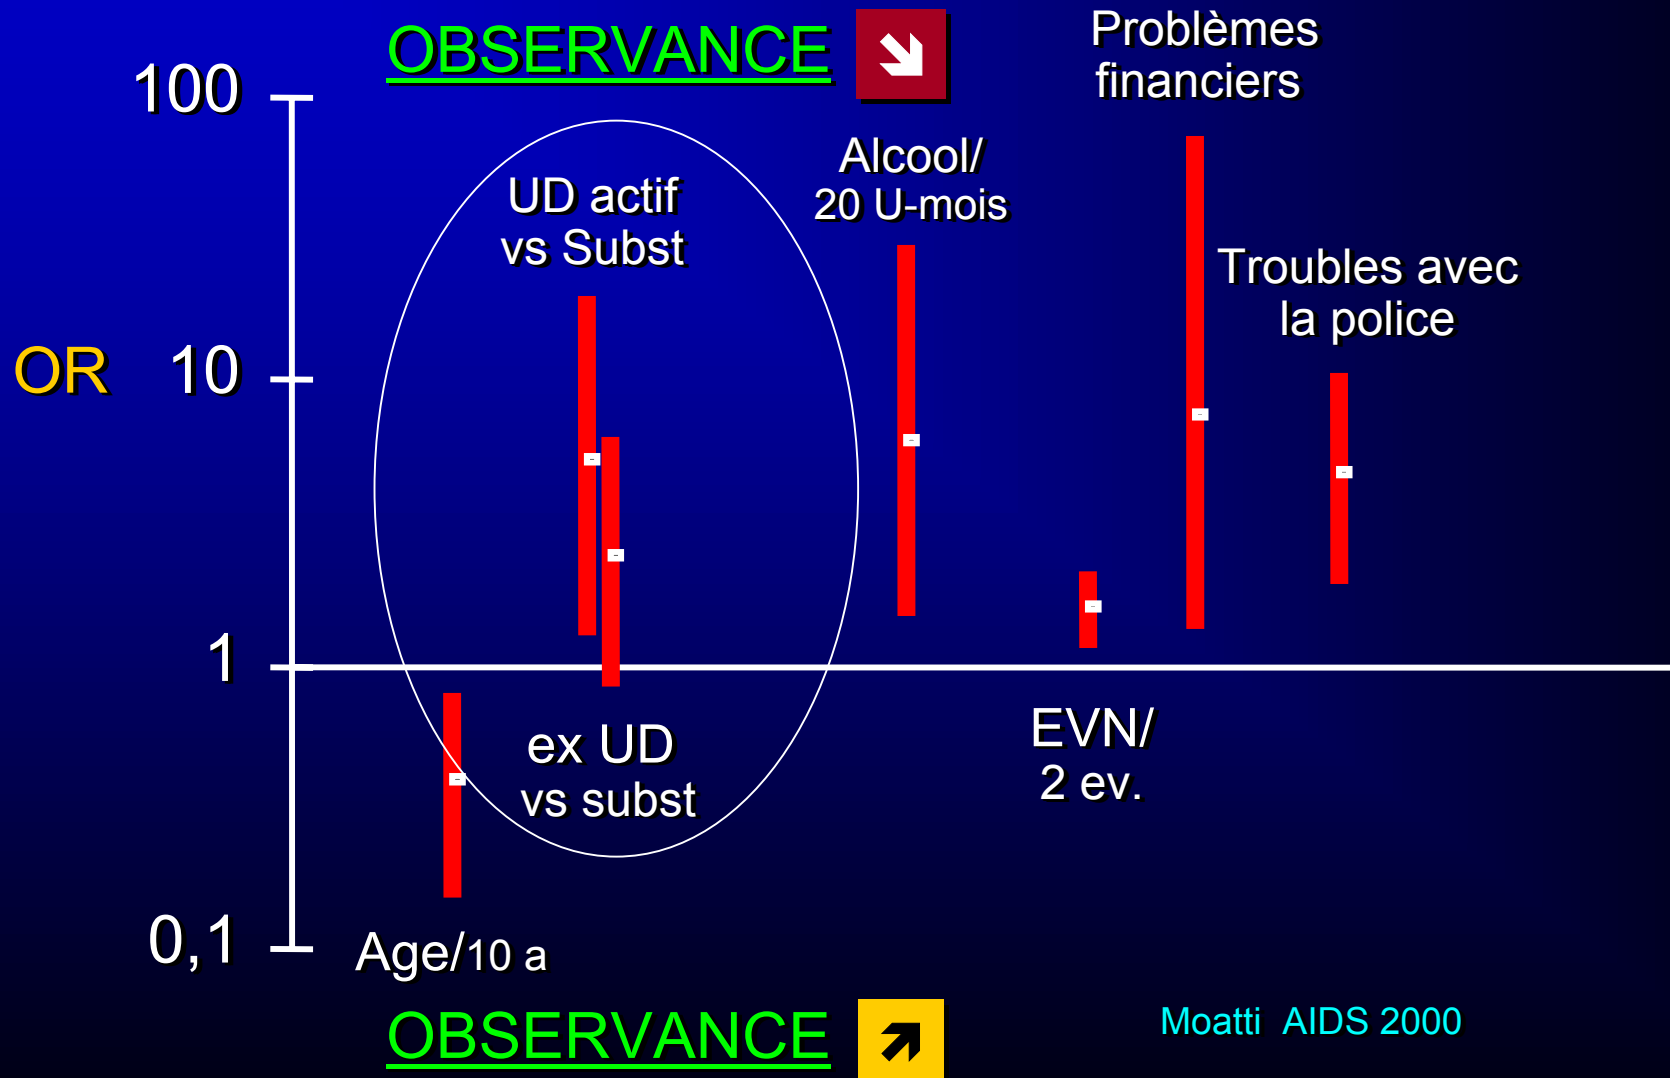 OBSERVANCE
Problèmes
financiers
100
Alcool/
20 U-mois
UD actif
vs Subst
Troubles avec
la police
OR 10
1
ex UD
vs subst
EVN/
2 ev.
0,1
Age/10 a
OBSERVANCE
Moatti AIDS 2000